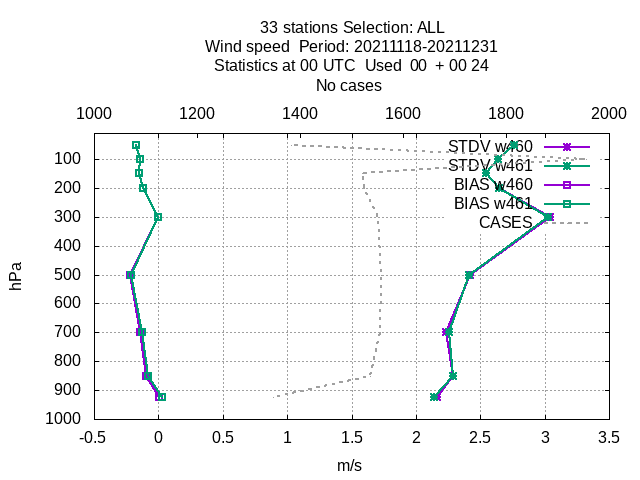 33 stations Selection: ALL
Wind speed  Period: 20211118-20211231
Statistics at 00 UTC  Used  00  + 00 24
No cases
1000 1200 1400 1600 1800 2000
STDV w460
STDV w461
BIAS w460
BIAS w461
CASES
hPa
100
200
300
400
500
600
700
800
900
1000
-0.5 0 0.5 1 1.5 2 2.5 3 3.5
m/s